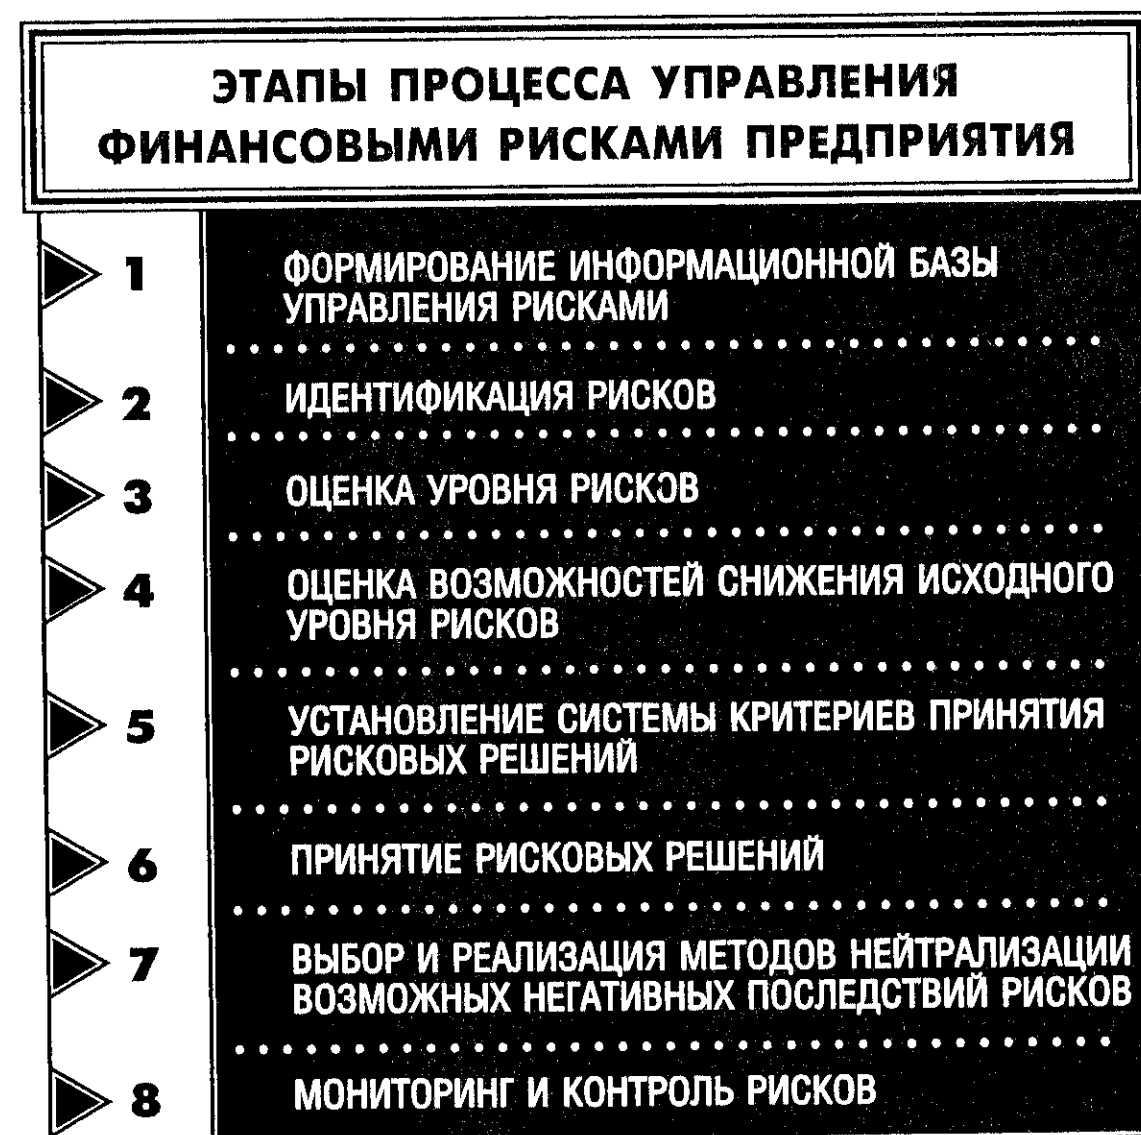 ЭТАПЫ ПРОЦЕССА УПРАВЛЕНИЯ
ФИНАНСОВЫМИ РИСКАМИ ПРЕДПРИЯТИЯ
1 ФОРМИРОВАНИЕ ИНФОРМАЦИОННОЙ БАЗЫ
УПРАВЛЕНИЯ РИСКАМИ
2 ИДЕНТИФИКАЦИЯ РИСКОВ
3 ОЦЕНКА УРОВНЯ РИСКОВ
4 ОЦЕНКА ВОЗМОЖНОСТЕЙ СНИЖЕНИЯ ИСХОДНОГО
УРОВНЯ РИСКОВ
5 УСТАНОВЛЕНИЕ СИСТЕМЫ КРИТЕРИЕВ ПРИНЯТИЯ
РИСКОВЫХ РЕШЕНИЙ
6 ПРИНЯТИЕ РИСКОВЫХ РЕШЕНИЙ
7 ВЫБОР И РЕАЛИЗАЦИЯ МЕТОДОВ НЕЙТРАЛИЗАЦИИ
ВОЗМОЖНЫХ НЕГАТИВНЫХ ПОСЛЕДСТВИЙ РИСКОВ
8 МОНИТОРИНГ И КОНТРОЛЬ РИСКОВ